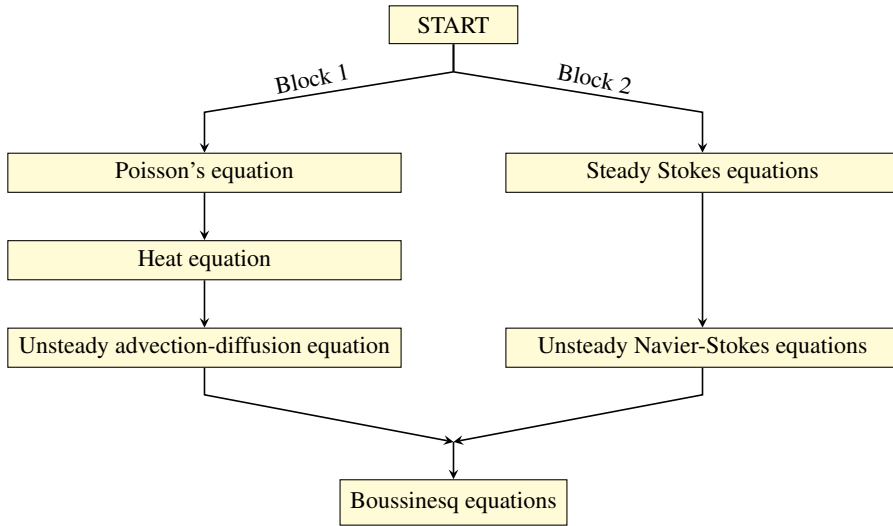 START
Block 1
Block 2
Poisson's equation
Steady Stokes equations
Heat equation
Unsteady advection-diffusion equation
Unsteady Navier-Stokes equations
Boussinesq equations